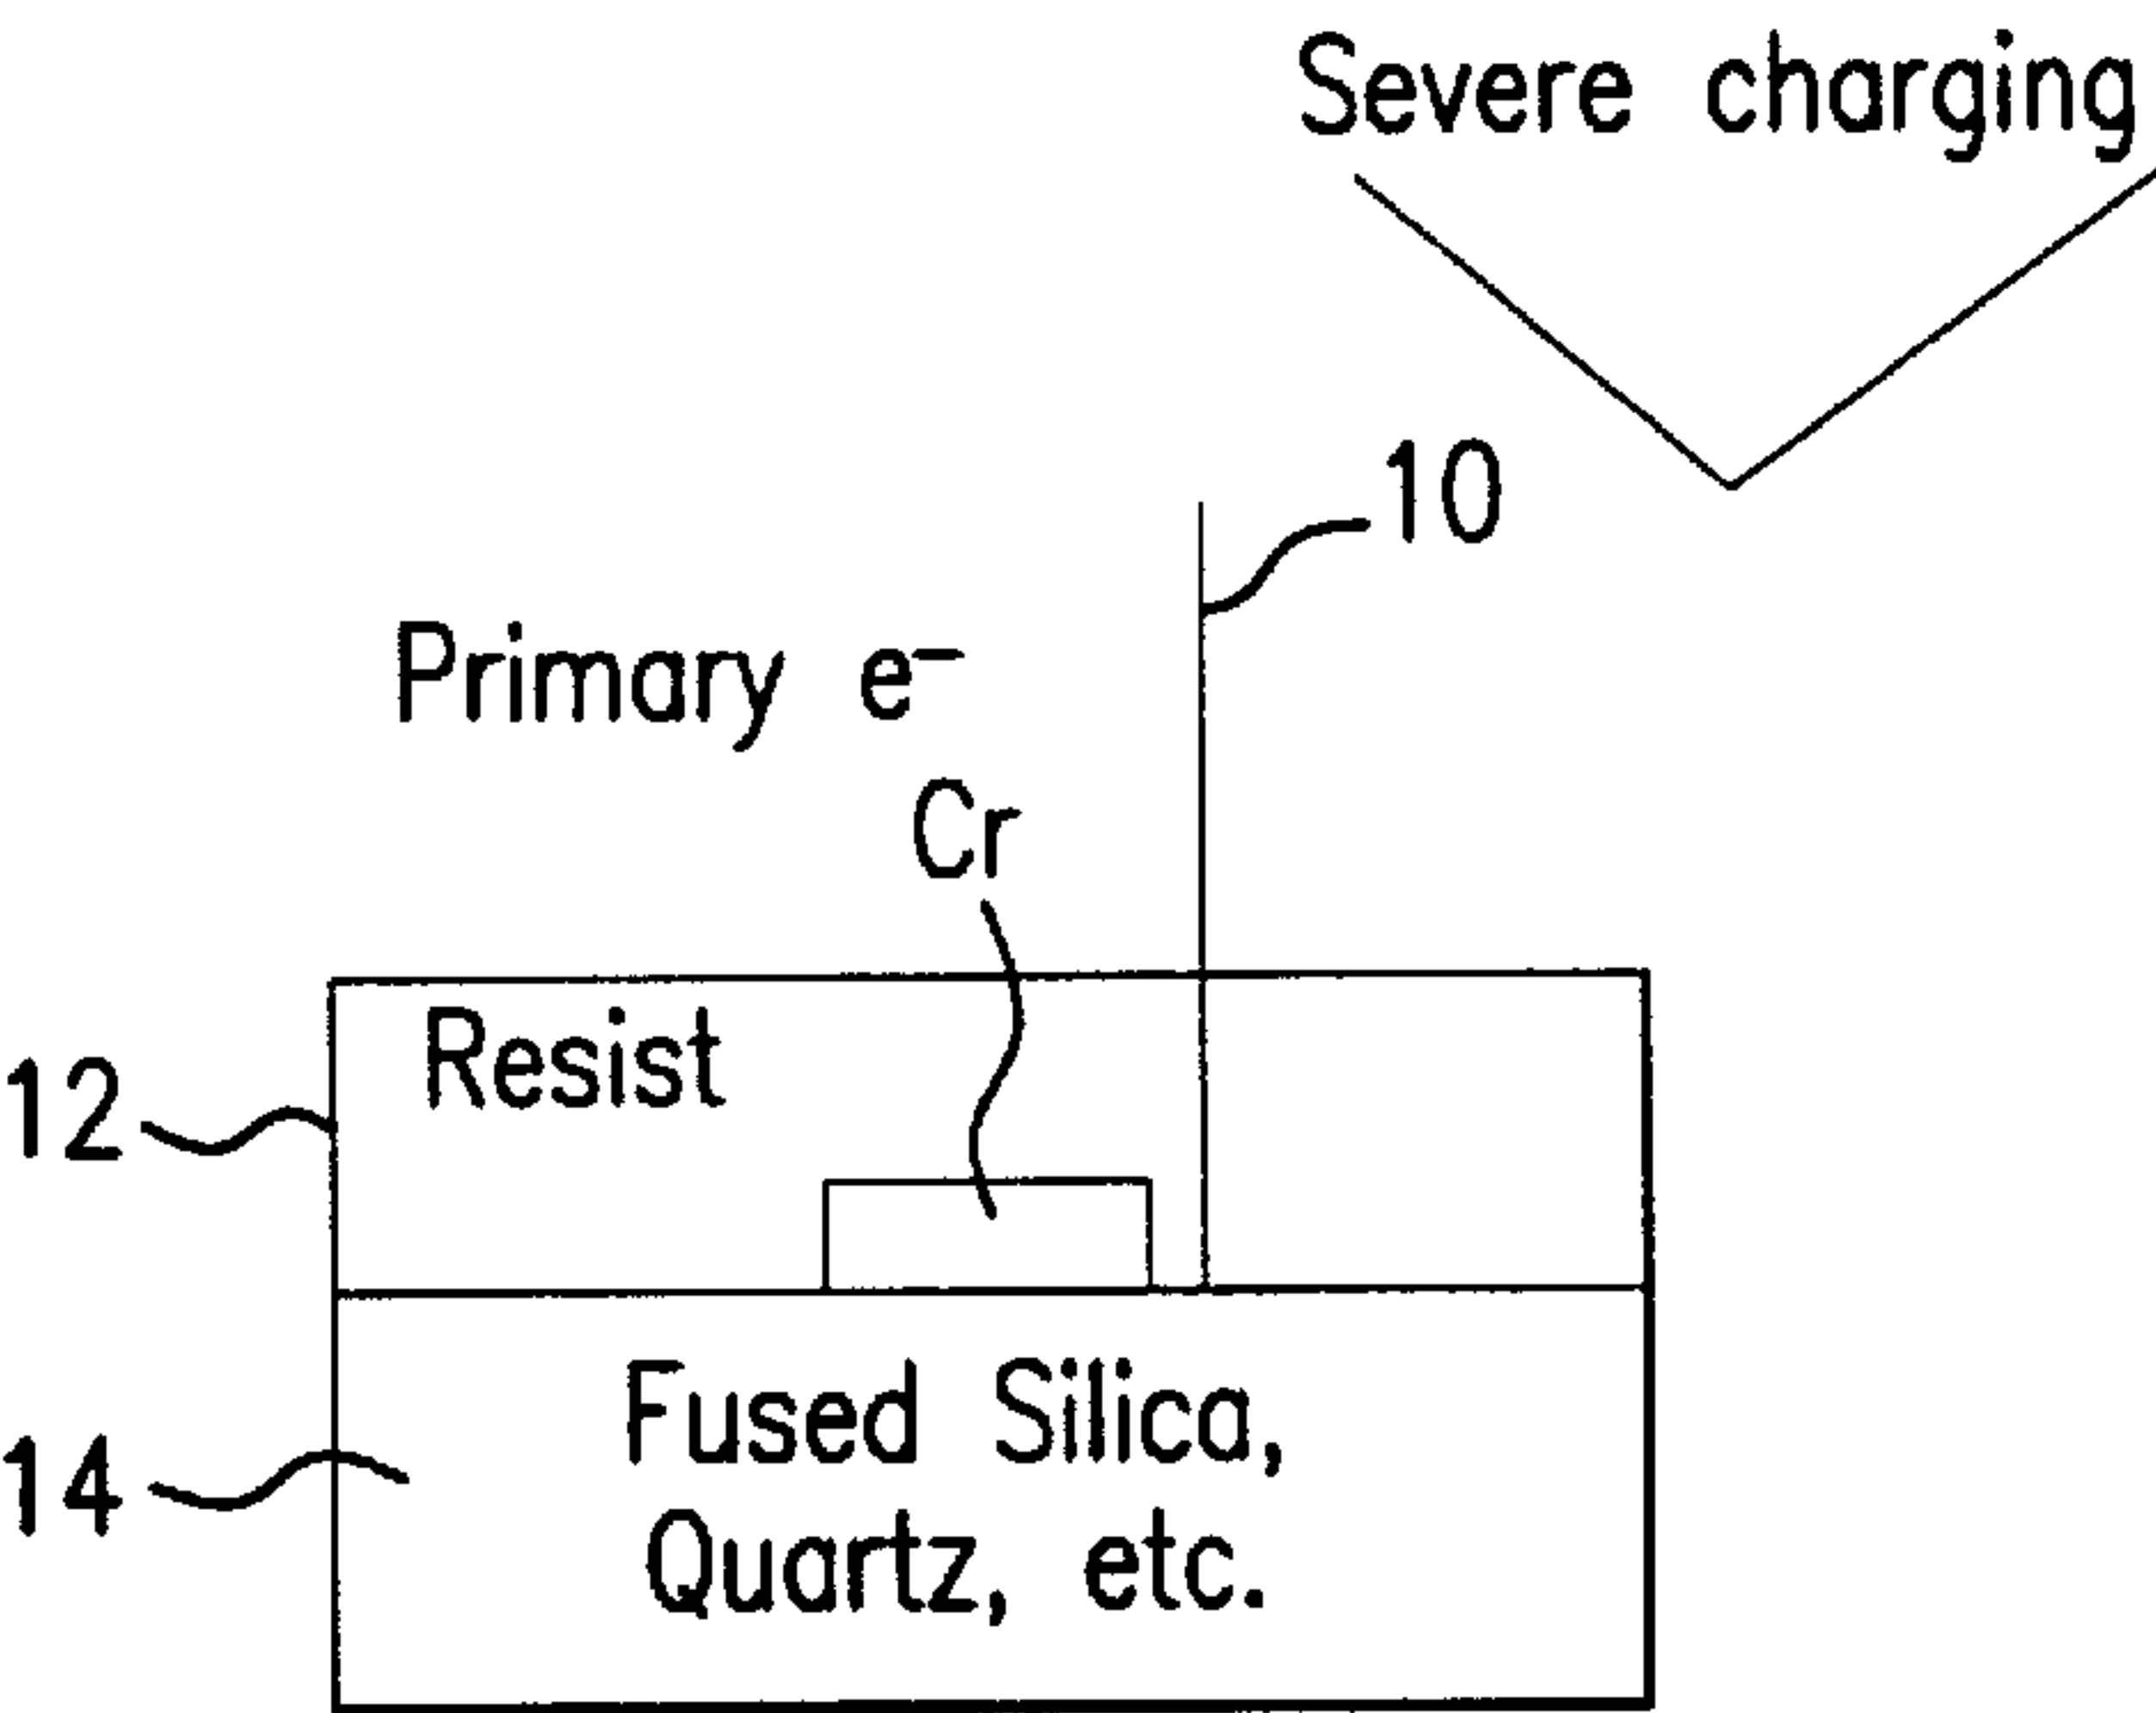 Severe charging
10
Primary e⁻
Cr
Resist
12
Fused Silica,
14
Quartz, etc.